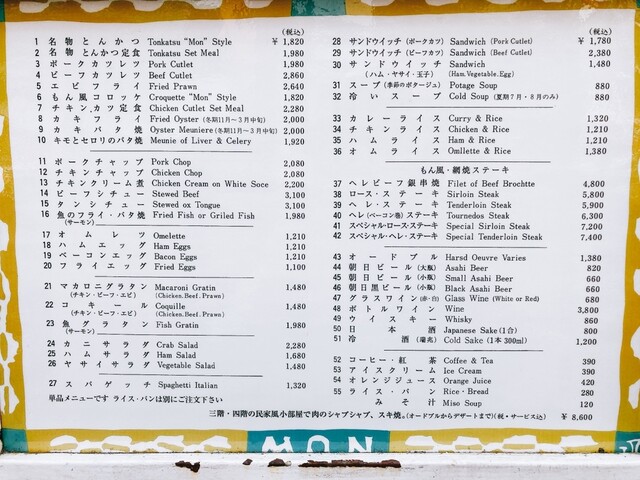 (税込)
1 名物とんかつ Tonkatsu "Mon" Style ¥ 1,820
2 名物 とんかつ定食 Tonkatsu Set Meal 1,980
3 ポークカツレツ Pork Cutlet 1,980
4 ビーフカツレツ Beef Cutlet 2,860
5 エビフライ Fried Prawn 2,640
6 もん風コロッケ Croquette "Mon" Style 1,820
7 チキン,カツ定食 Chicken Cutlet Set Meal 2,280
8 カキフライ Fried Oyster (冬期11月〜3月中旬) 2,000
9 カキバタ焼 Oyster Meuniere (冬期11月〜3月中旬) 2,000
10 キモとセロリのバタ焼 Meunie of Liver & Celery 1,920
11 ポークチャップ Pork Chop 2,080
12 チキンチャップ Chicken Chop 2,080
13 チキンクリーム煮 Chicken Cream on White Soce 2,200
14 ビーフシチュー Stewed Beef 3,100
15 タンシチュー Stewed ox Tongue 3,100
16 魚のフライ・バタ焼 Fried Fish or Griled Fish 1,980
(サーモン)
17 オムレツ Omelette 1,210
18 ハムエッグ Ham Eggs 1,210
19 ベーコンエッグ Bacon Eggs 1,210
20 フライエッグ Fried Eggs 1,100
21 マカロニグラタン Macaroni Gratin 1,480
(チキン・ビーフ・エビ) (Chicken.Beef.Prawn)
22 コキール Coquille 1,480
(チキン・ビーフ・エビ) (Chicken.Beef.Prawn)
23 魚グラタン Fish Gratin 1,980
(サーモン)
24 カニサラダ Crab Salad 2,280
25 ハムサラダ Ham Salad 1,680
26 ヤサイサラダ Vegetable Salad 1,480
27 スパゲッチ Spaghetti Italian 1,320
単品メニューです ライス・パンは別にご注文下さい
(税込)
28 サンドウイッチ (ポークカツ) Sandwich (Pork Cutlet) ¥ 1,780
29 サンドウイッチ (ビーフカツ) Sandwich (Beef Cutlet) 2,380
30 サンドウイッチ Sandwich 1,480
(ハム・ヤサイ・玉子) (Ham.Vegetable.Egg)
31 スープ (季節のポタージュ) Potage Soup 880
32 冷いスープ Cold Soup (夏期7月・8月のみ) 880
33 カレーライス Curry & Rice 1,320
34 チキンライス Chicken & Rice 1,210
35 ハムライス Ham & Rice 1,210
36 オムライス Omllette & Rice 1,380
もん風・網焼ステーキ
37 ヘレビーフ銀串焼 Filet of Beef Brochtte 4,800
38 ロース・ステーキ Sirloin Steak 5,800
39 ヘレ・ステーキ Tenderloin Steak 5,900
40 ヘレ(ベーコン巻)ステーキ Tournedos Steak 6,300
41 スペシャル・ロース・ステーキ Special Sirloin Steak 7,200
42 スペシャル・ヘレ・ステーキ Special Tenderloin Steak 7,400
43 オードブル Harsd Oeuvre Varies 1,380
44 朝日ビール (大瓶) Asahi Beer 820
45 朝日ビール (小瓶) Small Asahi Beer 660
46 朝日黒ビール (小瓶) Black Asahi Beer 660
47 グラスワイン (赤・白) Glass Wine (White or Red) 680
48 ボトルワイン Wine 3,800
49 ウイスキー Whisky 860
50 日本酒 Japanese Sake (1合) 800
51 冷酒 (瑞兆) Cold Sake (1本 300ml) 1,200
52 コーヒー・紅茶 Coffee & Tea 390
53 アイスクリーム Ice Cream 390
54 オレンジジュース Orange Juice 420
55 ライス・パン Rice・Bread 280
みそ汁 Miso Soup 120
三階・四階の民家風小部屋で肉のシャブシャブ、スキ焼。(オードブルからデザートまで) (税・サービス込) ¥ 8,600
NOW